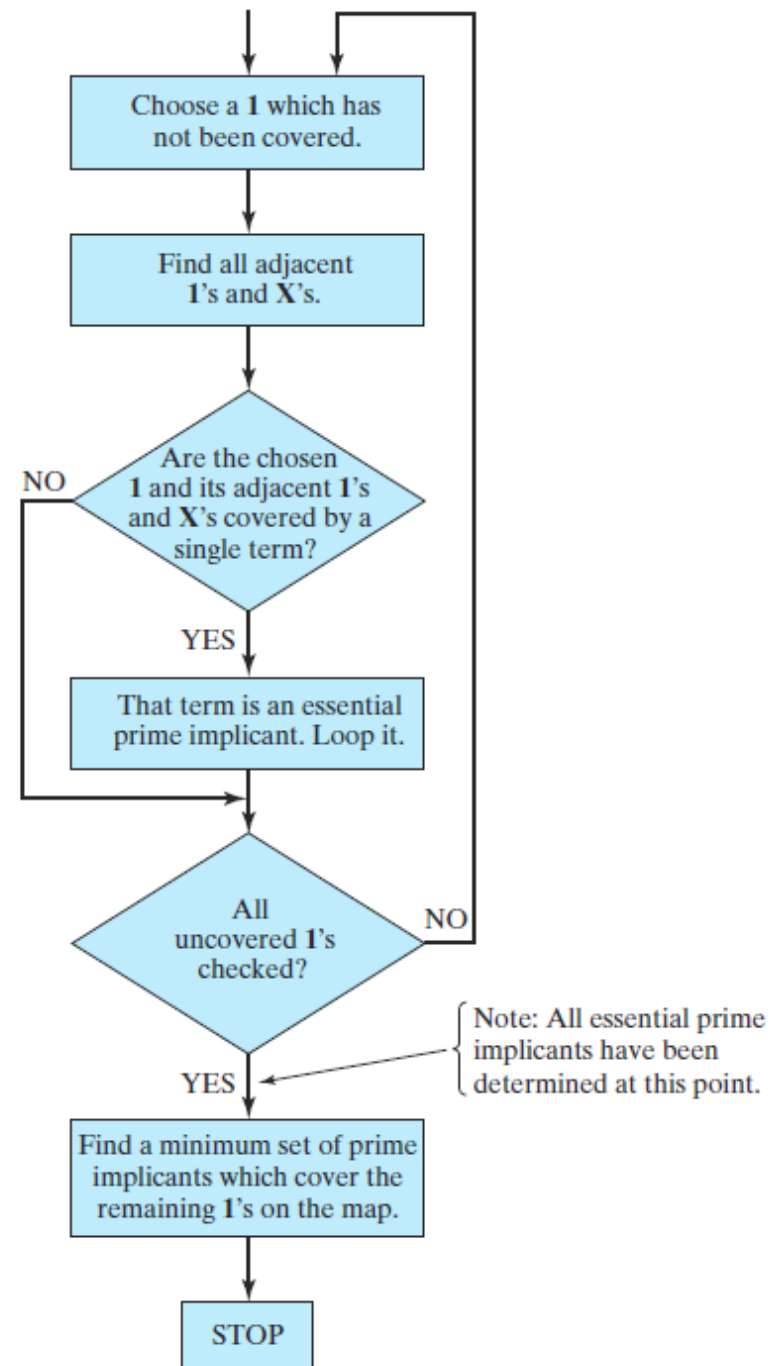 Choose a 1 which has
not been covered.
Find all adjacent
1's and X's.
Are the chosen
1 and its adjacent 1's
and X's covered by a
single term?
NO
YES
That term is an essential
prime implicant. Loop it.
All
uncovered 1's
checked?
NO
Note: All essential prime
implicants have been
determined at this point.
YES
Find a minimum set of prime
implicants which cover the
remaining 1's on the map.
STOP